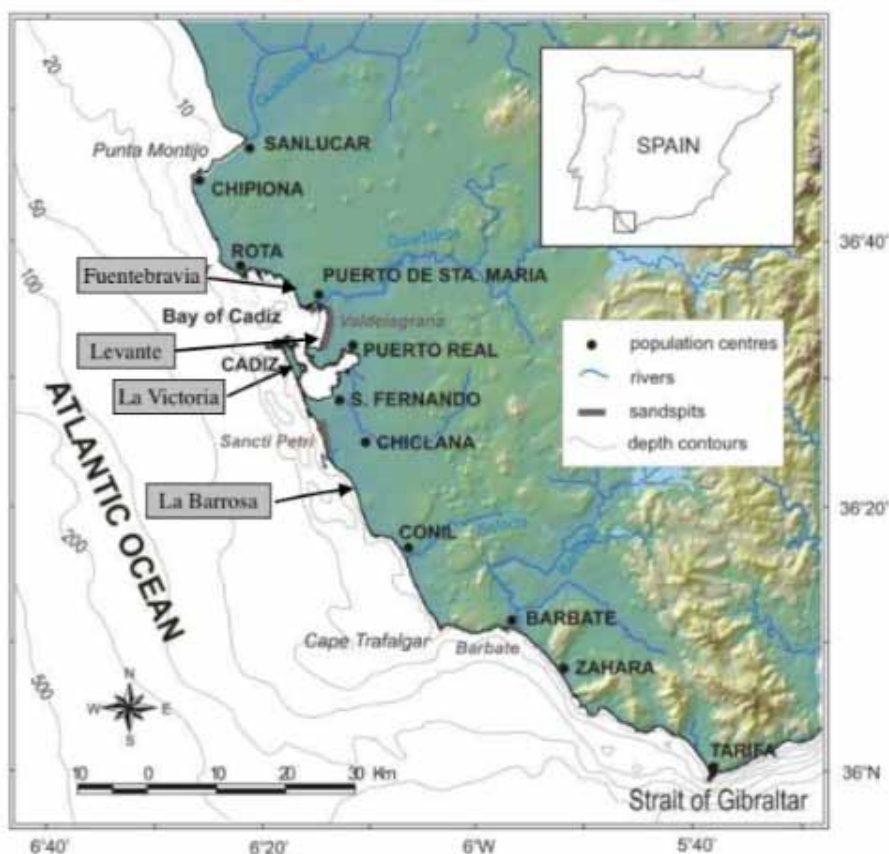 20
10
50
100
200
500
Guadalquivir
Punta Montijo
SANLUCAR
CHIPIONA
SPAIN
36°40'
ROTA
Guadalete
Fuentebravia
PUERTO DE STA. MARIA
Bay of Cadiz
Valdelagrana
Levante
CADIZ
PUERTO REAL
La Victoria
S. FERNANDO
Sancti Petri
CHICLANA
population centres
rivers
sandspits
depth contours
ATLANTIC OCEAN
La Barrosa
36°20'
CONIL
Salado
BARBATE
Cape Trafalgar
Barbate
ZAHARA
N
W E
S
TARIFA
10 0 10 20 30 Km
36°N
Strait of Gibraltar
6°40' 6°20' 6°W 5°40'